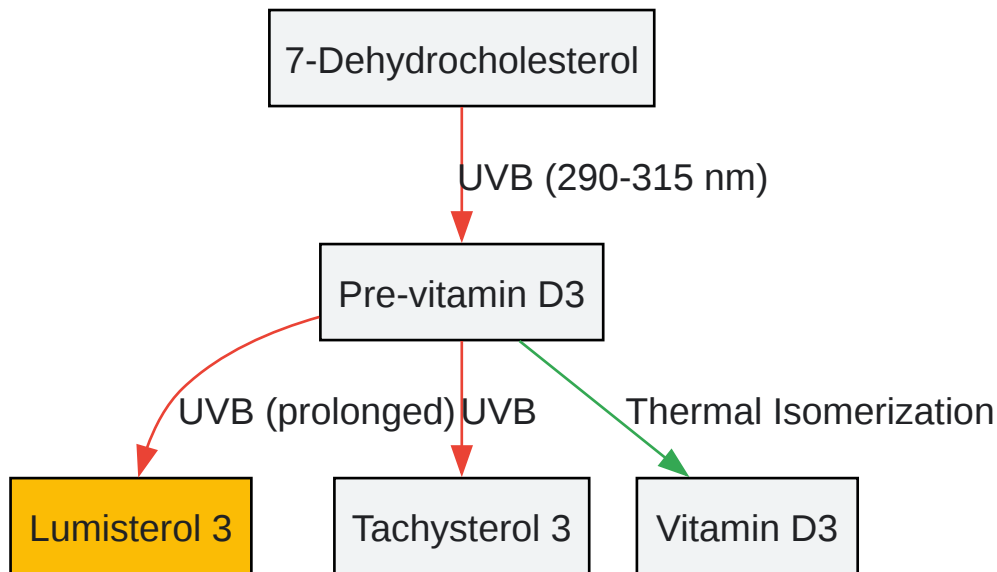 7-Dehydrocholesterol
UVB (290-315 nm)
Pre-vitamin D3
UVB (prolonged)
UVB
Thermal Isomerization
Lumisterol 3
Tachysterol 3
Vitamin D3